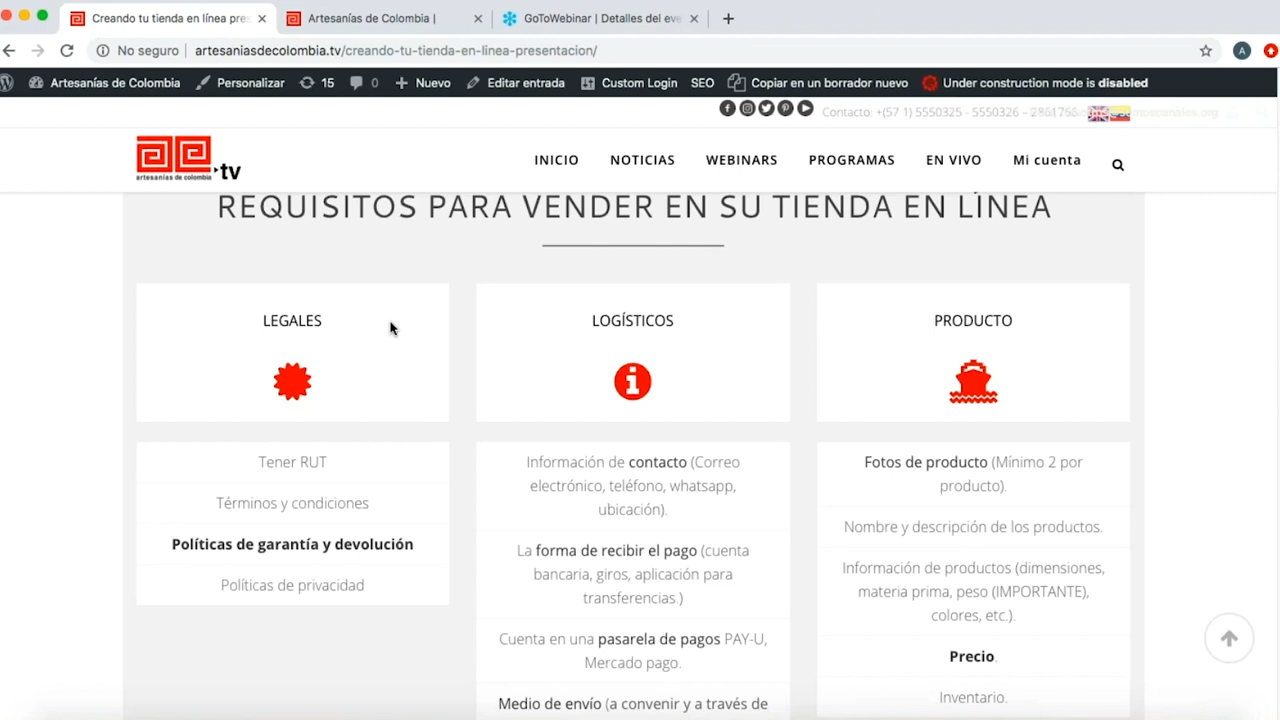 Creando tu tienda en línea pres
Artesanías de Colombia |
GoToWebinar | Detalles del eve
No seguro
artesaniasdecolombia.tv/creando-tu-tienda-en-linea-presentacion/
A
Artesanías de Colombia
Personalizar
15
0
Nuevo
Editar entrada
Custom Login
SEO
Copiar en un borrador nuevo
Under construction mode is disabled
Contacto: +(57 1) 5550325 - 5550326 –
artesanías de colombia
tv
INICIO
NOTICIAS
WEBINARS
PROGRAMAS
EN VIVO
Mi cuenta
REQUISITOS PARA VENDER EN SU TIENDA EN LÍNEA
LEGALES
Tener RUT
Términos y condiciones
Políticas de garantía y devolución
Políticas de privacidad
LOGÍSTICOS
Información de contacto (Correo
electrónico, teléfono, whatsapp,
ubicación).
La forma de recibir el pago (cuenta
bancaria, giros, aplicación para
transferencias.)
Cuenta en una pasarela de pagos PAY-U,
Mercado pago.
Medio de envío (a convenir y a través de
PRODUCTO
Fotos de producto (Mínimo 2 por
producto).
Nombre y descripción de los productos.
Información de productos (dimensiones,
materia prima, peso (IMPORTANTE),
colores, etc.).
Precio.
Inventario.